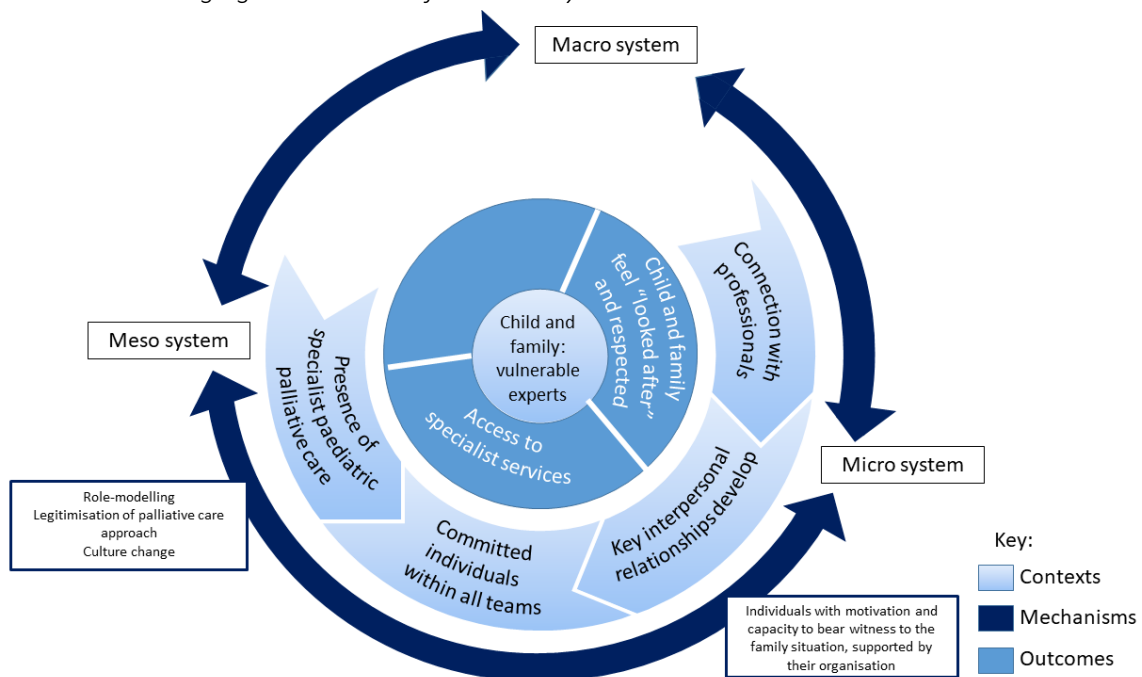 Macro system
Meso system
Micro system
Child and
family:
vulnerable
experts
Child and family
feel “looked after”
and respected
Access to
specialist services
Connection with
professionals
Key interpersonal
relationships develop
Committed
individuals
within all teams
Presence of
specialist paediatric
palliative care
Role-modelling
Legitimisation of palliative care
approach
Culture change
Individuals with motivation and
capacity to bear witness to the
family situation, supported by
their organisation
Key:
Contexts
Mechanisms
Outcomes